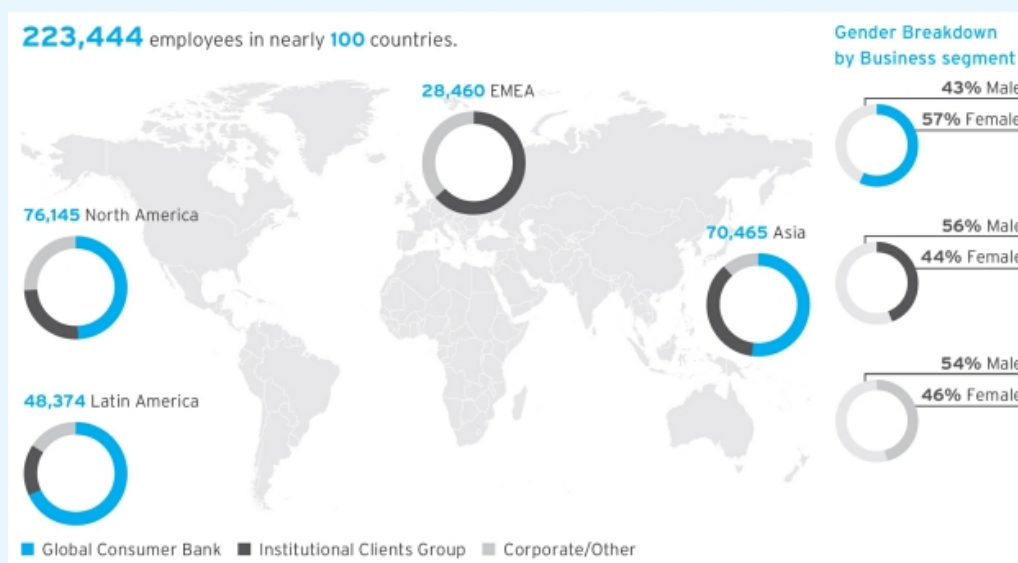 223,444 employees in nearly 100 countries.
Gender Breakdown
by Business segment
43% Male
57% Female
28,460 EMEA
76,145 North America
70,465 Asia
56% Male
44% Female
54% Male
46% Female
48,374 Latin America
Global Consumer Bank Institutional Clients Group Corporate/Other